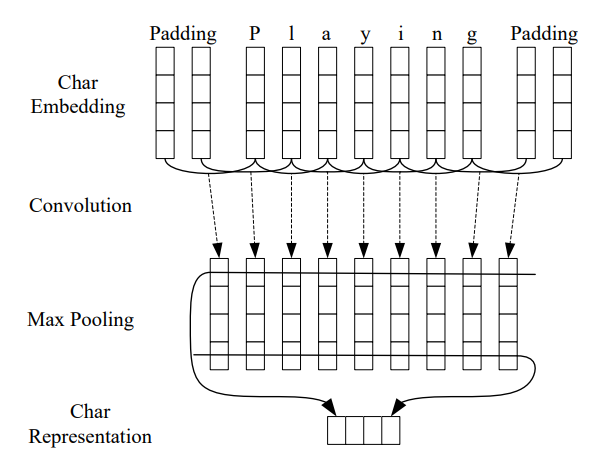 Padding P l a y i n g Padding
Char
Embedding
Convolution
Max Pooling
Char
Representation